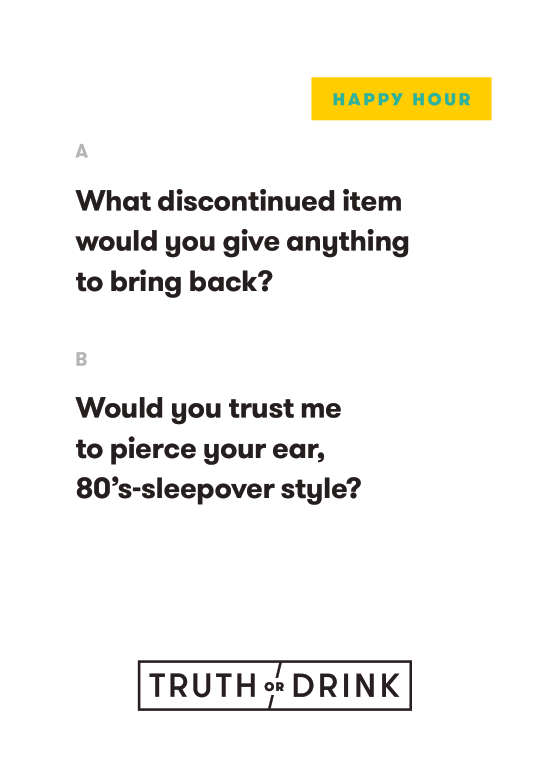 HAPPY HOUR
A
What discontinued item
would you give anything
to bring back?
B
Would you trust me
to pierce your ear,
80’s-sleepover style?
TRUTH OR DRINK